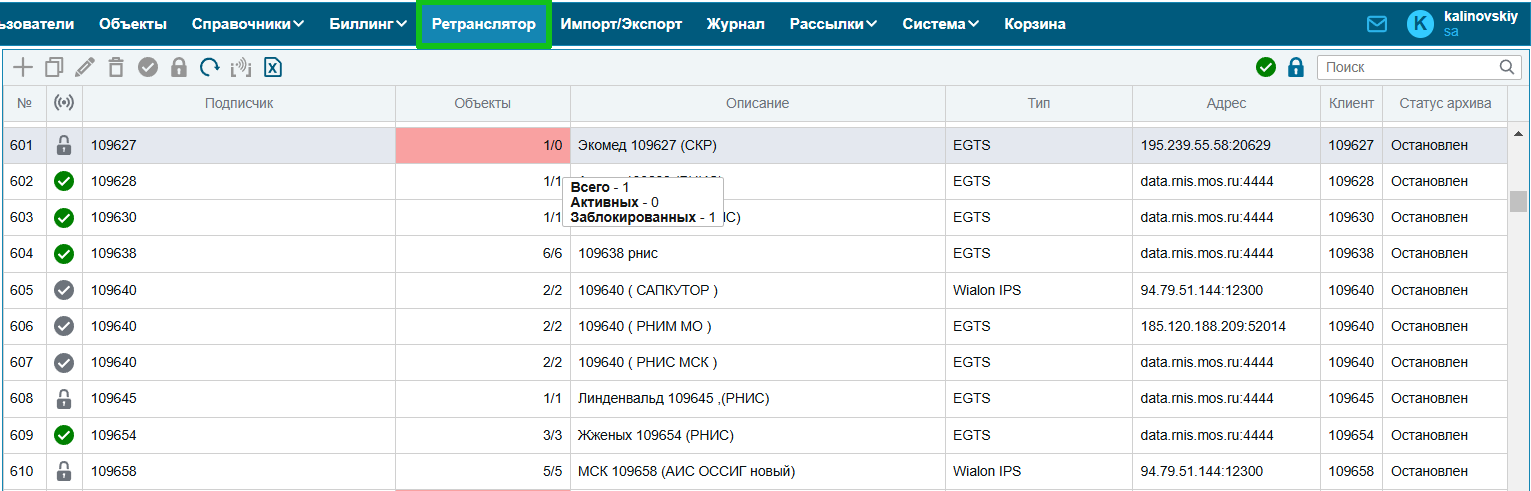 ьзователи Объекты Справочники Биллинг Ретранслятор Импорт/Экспорт Журнал Рассылки Система Корзина K kalinovskiy
sa
Поиск
№ Подписчик Объекты Описание Тип Адрес Клиент Статус архива
601 109627 1/0 Экомед 109627 (СКР) EGTS 195.239.55.58:20629 109627 Остановлен
602 109628 1/1 EGTS data.rnis.mos.ru:4444 109628 Остановлен
Всего - 1
Активных - 0
Заблокированных - 1
603 109630 1/1 ІС) EGTS data.rnis.mos.ru:4444 109630 Остановлен
604 109638 6/6 109638 рнис EGTS data.rnis.mos.ru:4444 109638 Остановлен
605 109640 2/2 109640 ( САПКУТОР ) Wialon IPS 94.79.51.144:12300 109640 Остановлен
606 109640 2/2 109640 ( РНИМ МО ) EGTS 185.120.188.209:52014 109640 Остановлен
607 109640 2/2 109640 ( РНИС МСК ) EGTS data.rnis.mos.ru:4444 109640 Остановлен
608 109645 1/1 Линденвальд 109645 ,(РНИС) EGTS data.rnis.mos.ru:4444 109645 Остановлен
609 109654 3/3 Жженых 109654 (РНИС) EGTS data.rnis.mos.ru:4444 109654 Остановлен
610 109658 5/5 МСК 109658 (АИС ОССИГ новый) Wialon IPS 94.79.51.144:12300 109658 Остановлен